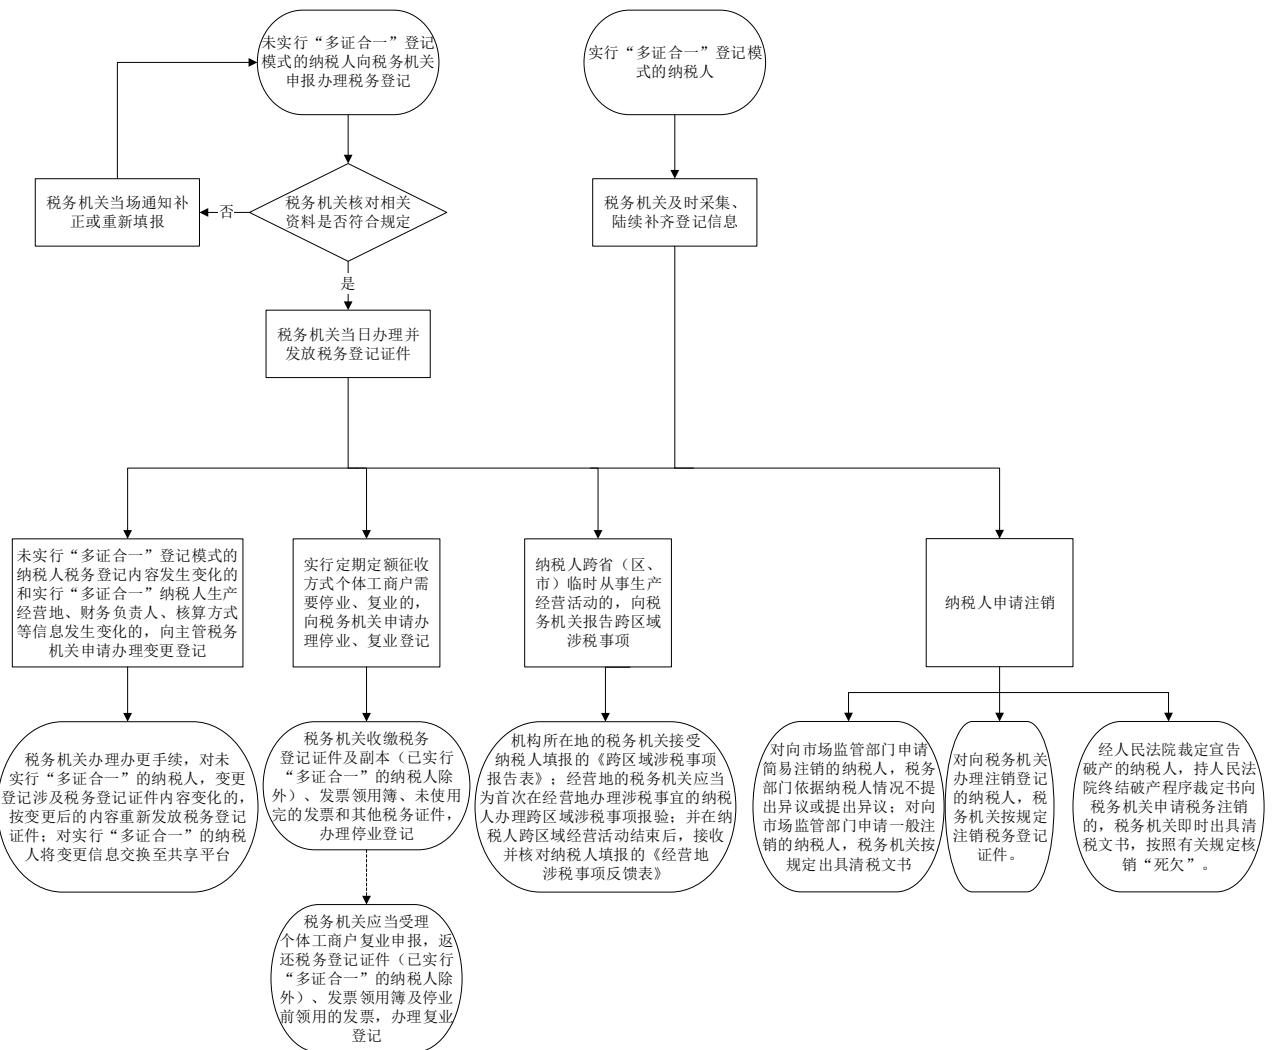 未实行“多证合一”登记
模式的纳税人向税务机关
申报办理税务登记
实行“多证合一”登记模
式的纳税人
税务机关当场通知补
正或重新填报
否
税务机关核对相关
资料是否符合规定
税务机关及时采集、
陆续补齐登记信息
是
税务机关当日办理并
发放税务登记证件
未实行“多证合一”登记模式的
纳税人税务登记内容发生变化的
和实行“多证合一”纳税人生产
经营地、财务负责人、核算方式
等信息发生变化的，向主管税务
机关申请办理变更登记
实行定期定额征收
方式个体工商户需
要停业、复业的，
向税务机关申请办
理停业、复业登记
纳税人跨省（区、
市）临时从事生产
经营活动的，向税
务机关报告跨区域
涉税事项
纳税人申请注销
税务机关办理办更手续，对未
实行“多证合一”的纳税人，变更
登记涉及税务登记证件内容变化的，
按变更后的内容重新发放税务登记
证件；对实行“多证合一”的纳税
人将变更信息交换至共享平台
税务机关收缴税务
登记证件及副本（已实行
“多证合一”的纳税人除
外）、发票领用簿、未使用
完的发票和其他税务证件，
办理停业登记
机构所在地的税务机关接受
纳税人填报的《跨区域涉税事项
报告表》；经营地的税务机关应当
为首次在经营地办理涉税事宜的纳税
人办理跨区域涉税事项报验；并在纳
税人跨区域经营活动结束后，接收
并核对纳税人填报的《经营地
涉税事项反馈表》
对向市场监管部门申请
简易注销的纳税人，税务
部门依据纳税人情况不提
出异议或提出异议；对向
市场监管部门申请一般注
销的纳税人，税务机关按
规定出具清税文书
对向税务机关
办理注销登记
的纳税人，税
务机关按规定
注销税务登记
证件。
经人民法院裁定宣告
破产的纳税人，持人民法
院终结破产程序裁定书向
税务机关申请税务注销
的，税务机关即时出具清
税文书，按照有关规定核
销“死欠”。
税务机关应当受理
个体工商户复业申报，返
还税务登记证件（已实行
“多证合一”的纳税人除
外）、发票领用簿及停业
前领用的发票，办理复业
登记